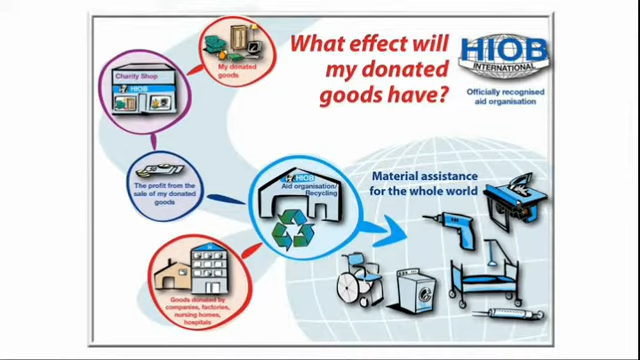 What effect will
my donated
goods have?
HIOB
INTERNATIONAL
Officially recognised
aid organisation
My donated
goods
Charity Shop
HIOB
The profit from the
sale of my donated
goods
HIOB
Aid organisation/
Recycling
Material assistance
for the whole world
Goods donated by
companies, factories,
nursing homes,
hospitals